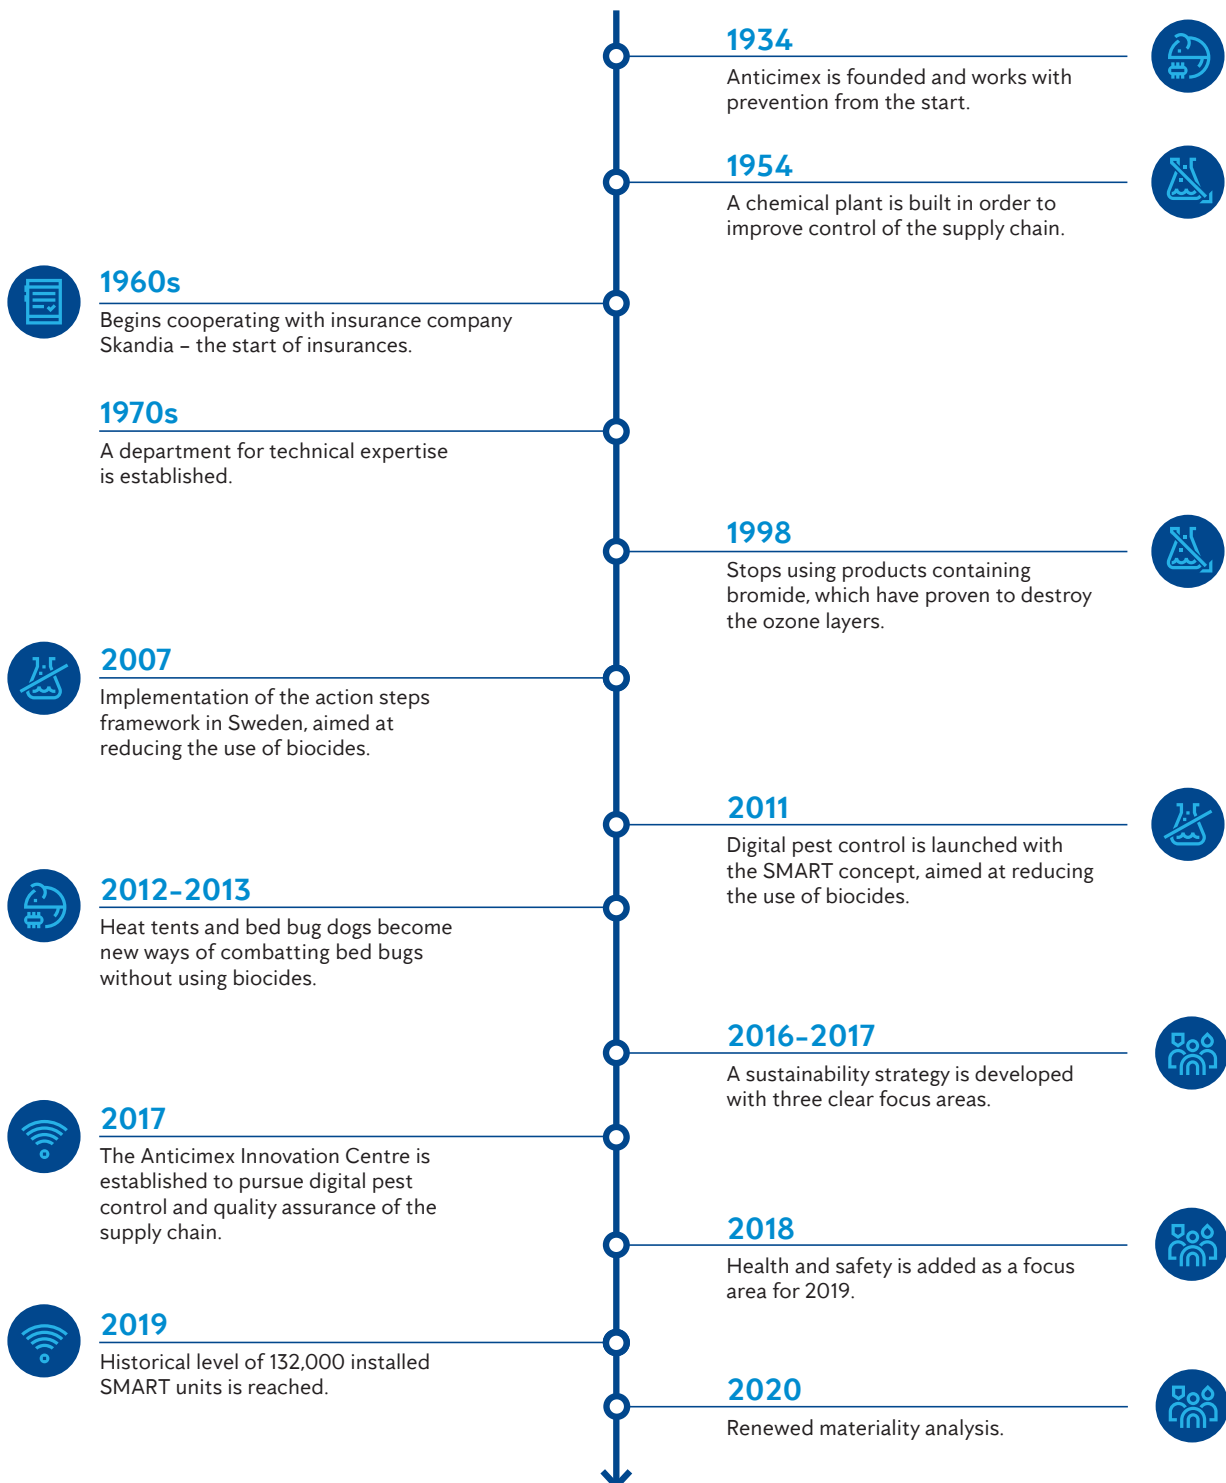 1934
Anticimex is founded and works with
prevention from the start.
1954
A chemical plant is built in order to
improve control of the supply chain.
1960s
Begins cooperating with insurance company
Skandia – the start of insurances.
1970s
A department for technical expertise
is established.
1998
Stops using products containing
bromide, which have proven to destroy
the ozone layers.
2007
Implementation of the action steps
framework in Sweden, aimed at
reducing the use of biocides.
2011
Digital pest control is launched with
the SMART concept, aimed at reducing
the use of biocides.
2012–2013
Heat tents and bed bug dogs become
new ways of combatting bed bugs
without using biocides.
2016–2017
A sustainability strategy is developed
with three clear focus areas.
2017
The Anticimex Innovation Centre is
established to pursue digital pest
control and quality assurance of the
supply chain.
2018
Health and safety is added as a focus
area for 2019.
2019
Historical level of 132,000 installed
SMART units is reached.
2020
Renewed materiality analysis.